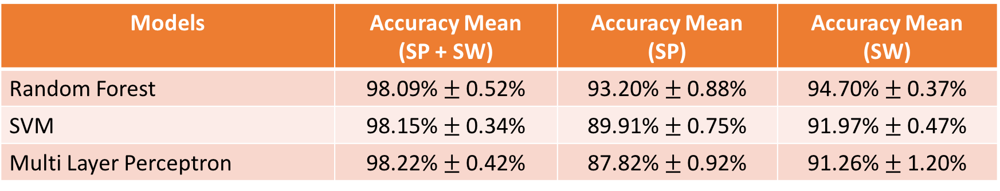 Models Accuracy Mean (SP + SW) Accuracy Mean (SP) Accuracy Mean (SW)
Random Forest 98.09% ± 0.52% 93.20% ± 0.88% 94.70% ± 0.37%
SVM 98.15% ± 0.34% 89.91% ± 0.75% 91.97% ± 0.47%
Multi Layer Perceptron 98.22% ± 0.42% 87.82% ± 0.92% 91.26% ± 1.20%